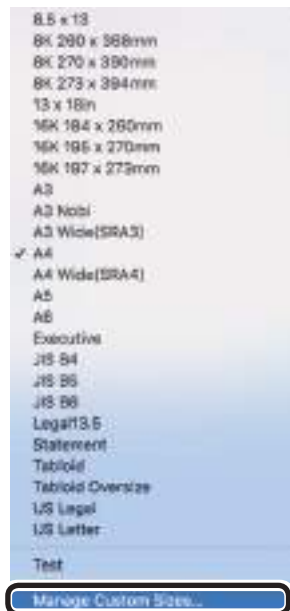 8.5 x 13
8K 260 x 368mm
8K 270 x 390mm
8K 273 x 394mm
13 x 18in
16K 184 x 260mm
16K 195 x 270mm
16K 197 x 273mm
A3
A3 Nobi
A3 Wide(SRA3)
✓ A4
A4 Wide(SRA4)
A5
A6
Executive
JIS B4
JIS B5
JIS B6
Legal13.5
Statement
Tabloid
Tabloid Oversize
US Legal
US Letter
Test
Manage Custom Sizes...